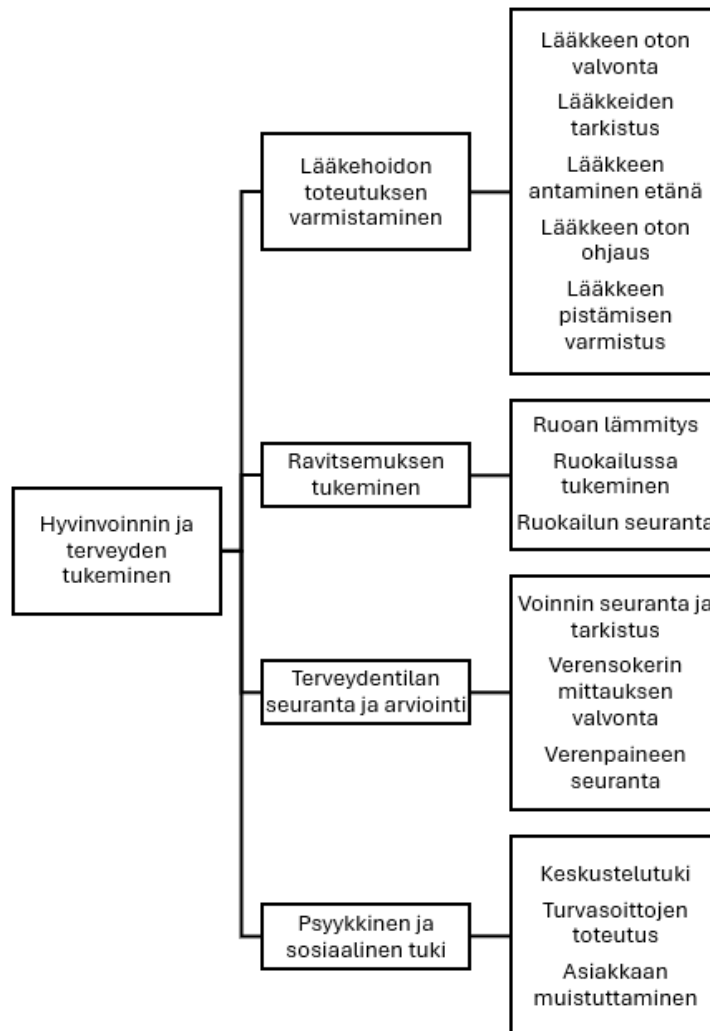 Hyvinvoinnin ja
terveyden
tukeminen
Lääkehoidon
toteutuksen
varmistaminen
Lääkkeen oton
valvonta
Lääkkeiden
tarkistus
Lääkkeen
antaminen etänä
Lääkkeen oton
ohjaus
Lääkkeen
pistämisen
varmistus
Ravitsemuksen
tukeminen
Ruoan lämmitys
Ruokailussa
tukeminen
Ruokailun seuranta
Terveydentilan
seuranta ja arviointi
Voinnin seuranta ja
tarkistus
Verensokerin
mittauksen
valvonta
Verenpaineen
seuranta
Psyykkinen ja
sosiaalinen tuki
Keskustelutuki
Turvasoittojen
toteutus
Asiakkaan
muistuttaminen